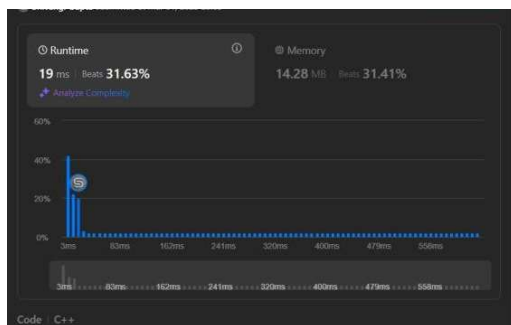 Runtime
19 ms | Beats 31.63%
Analyze Complexity
Memory
14.28 MB | Beats 31.41%
60%
40%
20%
0%
3ms 83ms 162ms 241ms 320ms 400ms 479ms 558ms
3ms 83ms 162ms 241ms 320ms 400ms 479ms 558ms
Code | C++